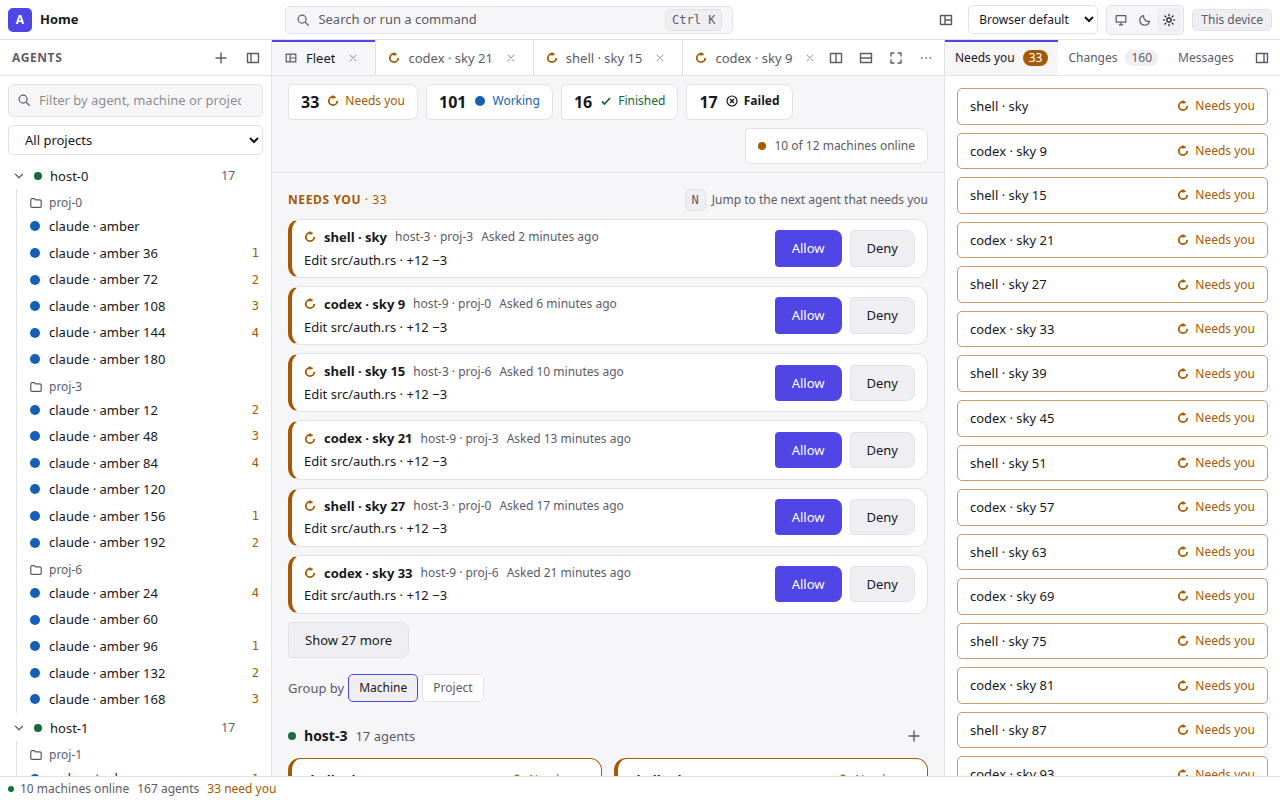 A Home
Search or run a command Ctrl K
Browser default
This device
AGENTS
Filter by agent, machine or projec
All projects
host-0 17
proj-0
claude · amber
claude · amber 36 1
claude · amber 72 2
claude · amber 108 3
claude · amber 144 4
claude · amber 180
proj-3
claude · amber 12 2
claude · amber 48 3
claude · amber 84 4
claude · amber 120
claude · amber 156 1
claude · amber 192 2
proj-6
claude · amber 24 4
claude · amber 60
claude · amber 96 1
claude · amber 132 2
claude · amber 168 3
host-1 17
proj-1
Fleet
codex · sky 21
shell · sky 15
codex · sky 9
33 Needs you
101 Working
16 Finished
17 Failed
10 of 12 machines online
NEEDS YOU · 33
N Jump to the next agent that needs you
shell · sky host-3 · proj-3 Asked 2 minutes ago
Edit src/auth.rs · +12 −3
Allow Deny
codex · sky 9 host-9 · proj-0 Asked 6 minutes ago
Edit src/auth.rs · +12 −3
Allow Deny
shell · sky 15 host-3 · proj-6 Asked 10 minutes ago
Edit src/auth.rs · +12 −3
Allow Deny
codex · sky 21 host-9 · proj-3 Asked 13 minutes ago
Edit src/auth.rs · +12 −3
Allow Deny
shell · sky 27 host-3 · proj-0 Asked 17 minutes ago
Edit src/auth.rs · +12 −3
Allow Deny
codex · sky 33 host-9 · proj-6 Asked 21 minutes ago
Edit src/auth.rs · +12 −3
Allow Deny
Show 27 more
Group by Machine Project
host-3 17 agents
Needs you 33
Changes 160
Messages
shell · sky Needs you
codex · sky 9 Needs you
shell · sky 15 Needs you
codex · sky 21 Needs you
shell · sky 27 Needs you
codex · sky 33 Needs you
shell · sky 39 Needs you
codex · sky 45 Needs you
shell · sky 51 Needs you
codex · sky 57 Needs you
shell · sky 63 Needs you
codex · sky 69 Needs you
shell · sky 75 Needs you
codex · sky 81 Needs you
shell · sky 87 Needs you
codex · sky 93 Needs you
10 machines online 167 agents 33 need you